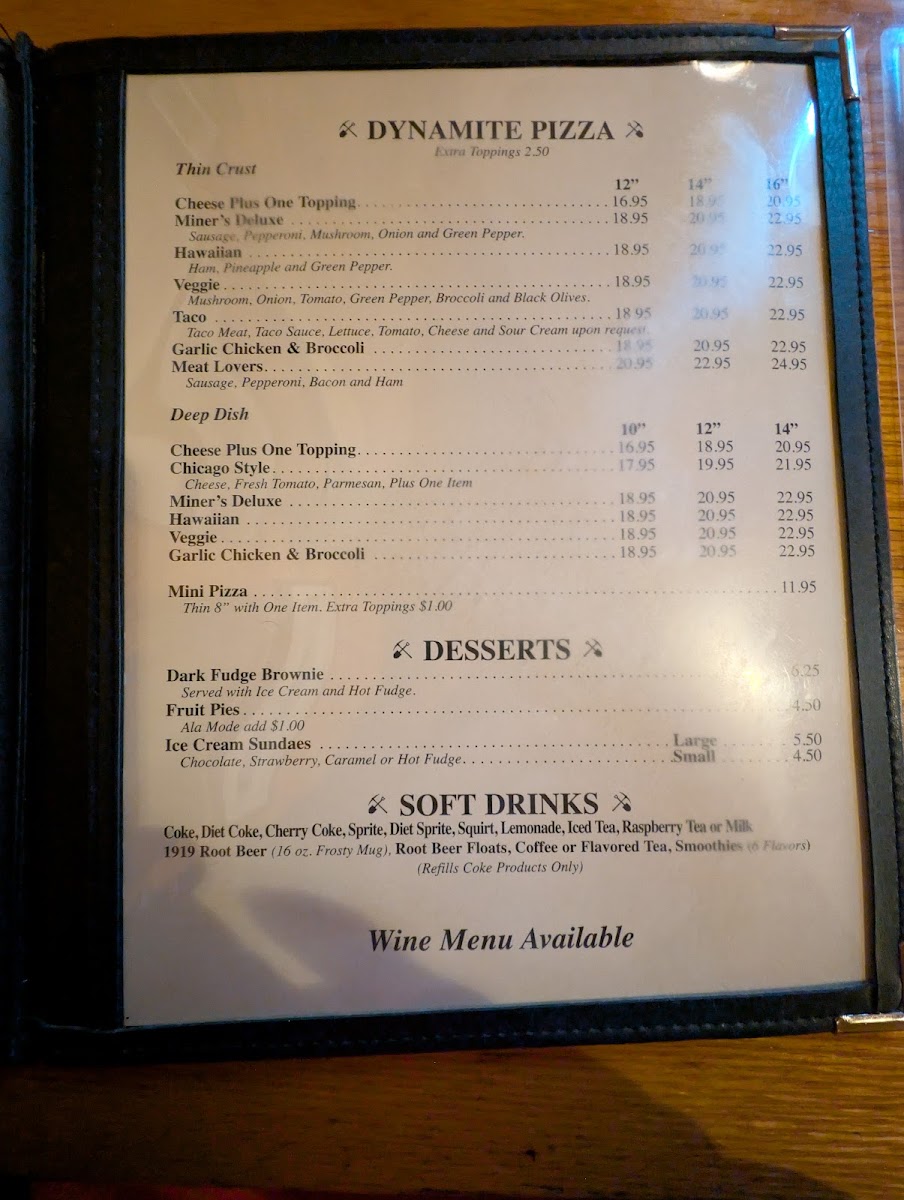 DYNAMITE PIZZA
Extra Toppings 2.50
Thin Crust
12” 14” 16”
Cheese Plus One Topping 16.95 18.95 20.95
Miner's Deluxe 18.95 20.95 22.95
Sausage, Pepperoni, Mushroom, Onion and Green Pepper.
Hawaiian 18.95 20.95 22.95
Ham, Pineapple and Green Pepper.
Veggie 18.95 20.95 22.95
Mushroom, Onion, Tomato, Green Pepper, Broccoli and Black Olives.
Taco 18.95 20.95 22.95
Taco Meat, Taco Sauce, Lettuce, Tomato, Cheese and Sour Cream upon request.
Garlic Chicken & Broccoli 18.95 20.95 22.95
Meat Lovers 20.95 22.95 24.95
Sausage, Pepperoni, Bacon and Ham
Deep Dish
10” 12” 14”
Cheese Plus One Topping 16.95 18.95 20.95
Chicago Style 17.95 19.95 21.95
Cheese, Fresh Tomato, Parmesan, Plus One Item
Miner's Deluxe 18.95 20.95 22.95
Hawaiian 18.95 20.95 22.95
Veggie 18.95 20.95 22.95
Garlic Chicken & Broccoli 18.95 20.95 22.95
Mini Pizza 11.95
Thin 8” with One Item. Extra Toppings $1.00
DESSERTS
Dark Fudge Brownie 6.25
Served with Ice Cream and Hot Fudge.
Fruit Pies 4.50
Ala Mode add $1.00
Ice Cream Sundaes Large 5.50
Chocolate, Strawberry, Caramel or Hot Fudge. Small 4.50
SOFT DRINKS
Coke, Diet Coke, Cherry Coke, Sprite, Diet Sprite, Squirt, Lemonade, Iced Tea, Raspberry Tea or Milk
1919 Root Beer (16 oz. Frosty Mug), Root Beer Floats, Coffee or Flavored Tea, Smoothies (6 Flavors)
(Refills Coke Products Only)
Wine Menu Available